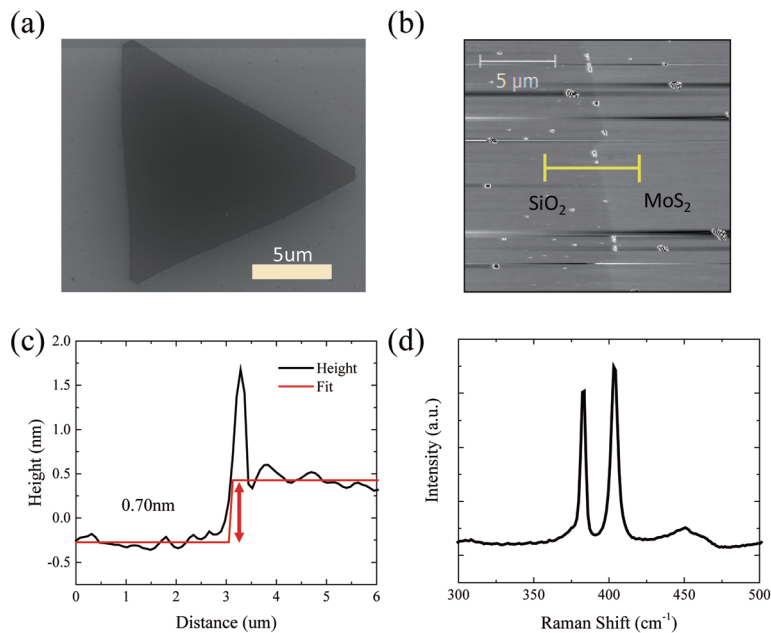 (a)
5um
(b)
5 µm
SiO₂
MoS₂
(c)
2.0
1.5
1.0
0.5
0.0
-0.5
Height (nm)
Height
Fit
0.70nm
0 1 2 3 4 5 6
Distance (um)
(d)
Intensity (a.u.)
300 350 400 450 500
Raman Shift (cm⁻¹)